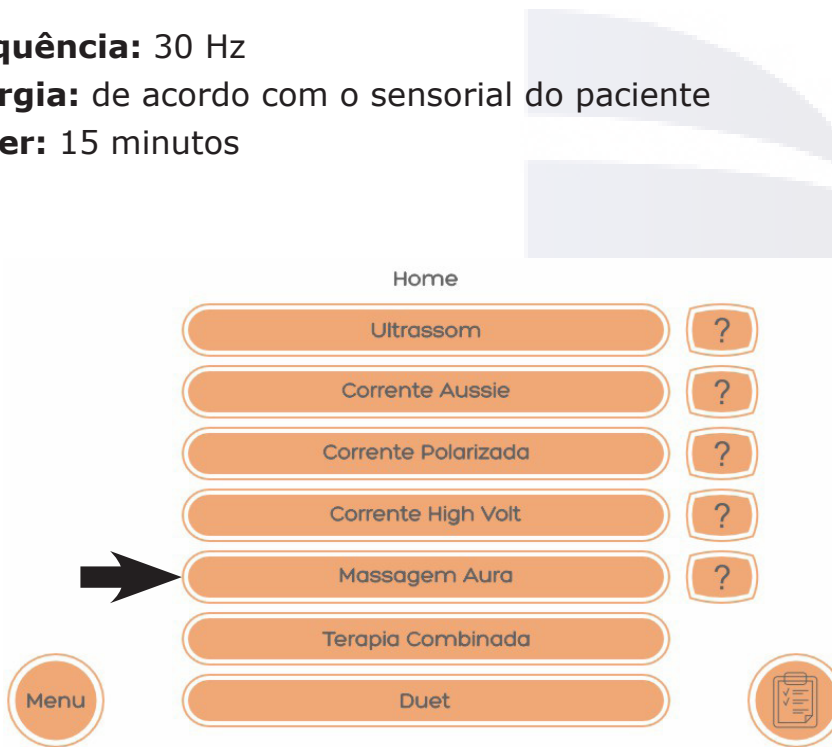 quência: 30 Hz
rgia: de acordo com o sensorial do paciente
er: 15 minutos
Home
Ultrassom
?
Corrente Aussie
?
Corrente Polarizada
?
Corrente High Volt
?
Massagem Aura
?
Terapia Combinada
Menu
Duet